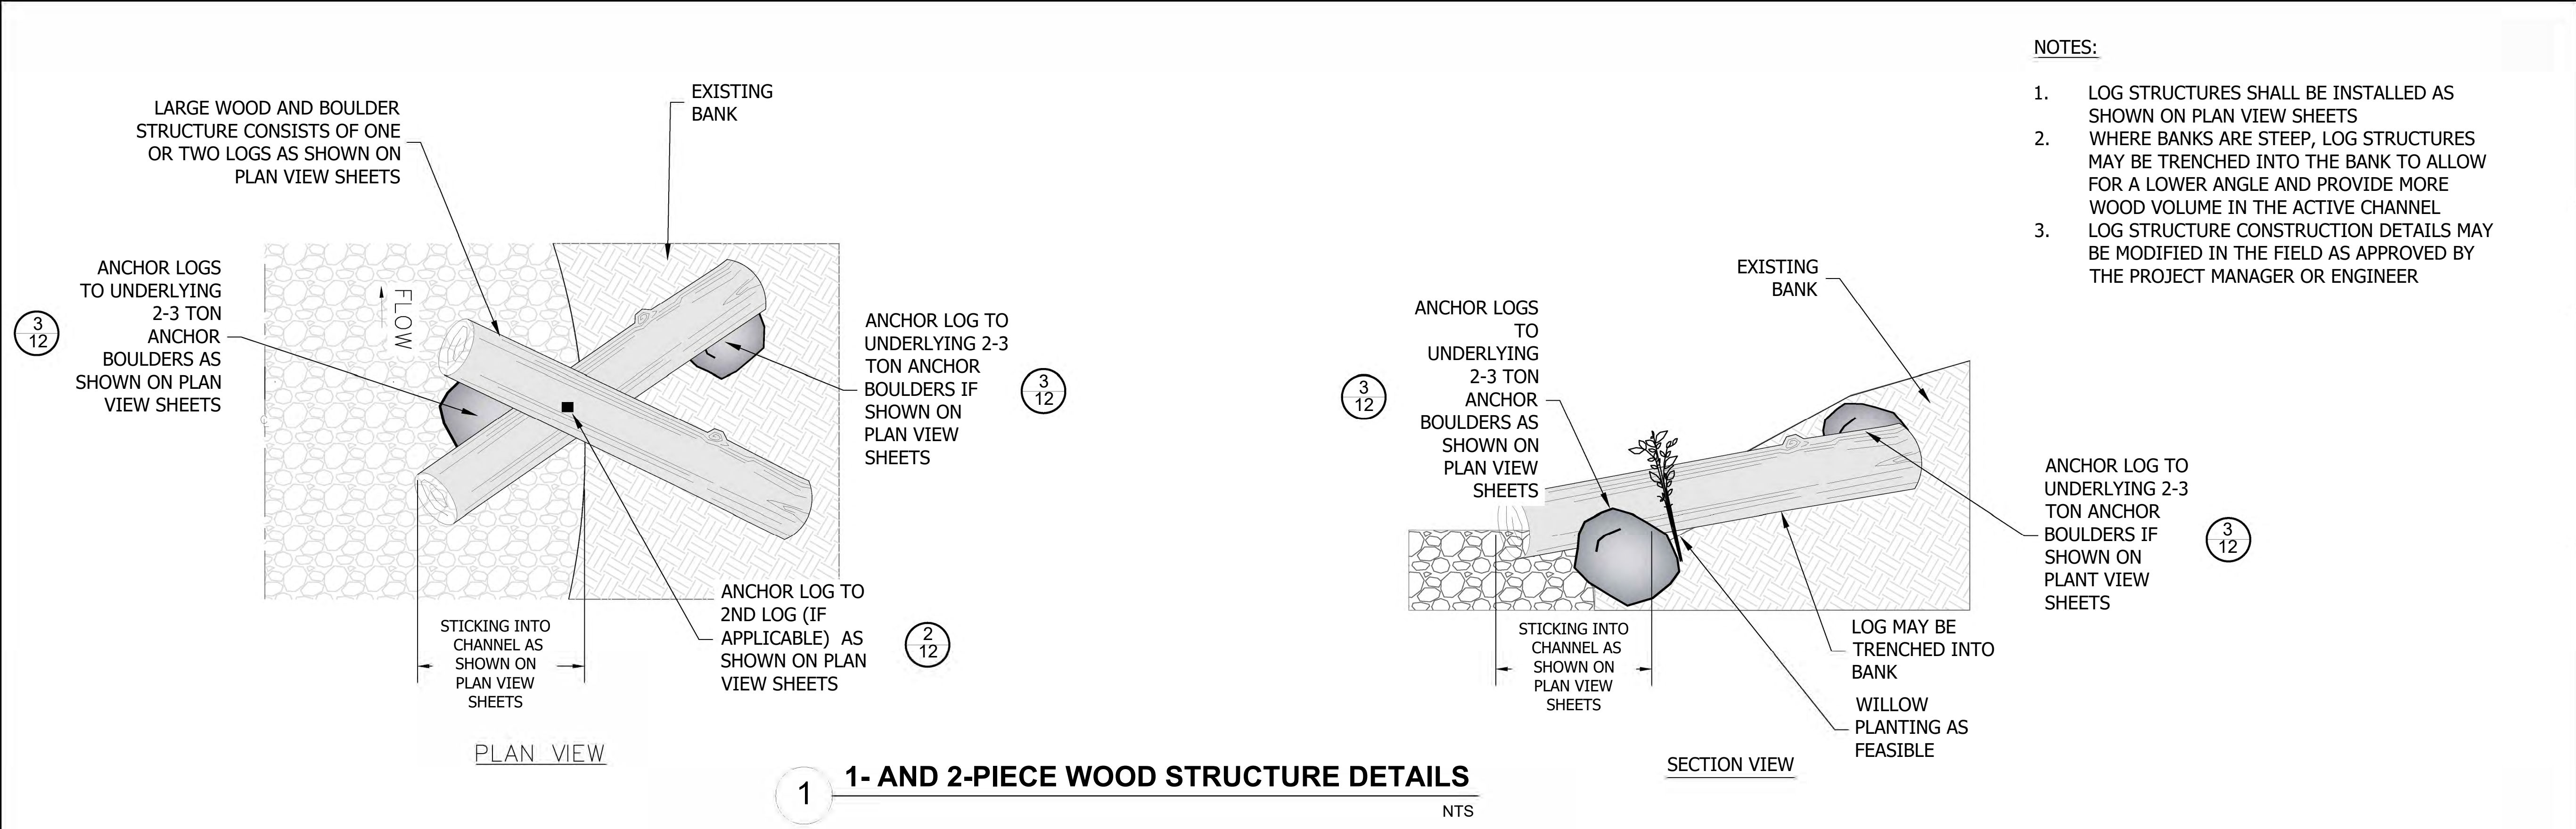 LARGE WOOD AND BOULDER
STRUCTURE CONSISTS OF ONE
OR TWO LOGS AS SHOWN ON
PLAN VIEW SHEETS
EXISTING
BANK
ANCHOR LOGS
TO UNDERLYING
2-3 TON
ANCHOR
BOULDERS AS
SHOWN ON PLAN
VIEW SHEETS
3
12
FLOW
ANCHOR LOG TO
UNDERLYING 2-3
TON ANCHOR
BOULDERS IF
SHOWN ON
PLAN VIEW
SHEETS
3
12
ANCHOR LOG TO
2ND LOG (IF
APPLICABLE) AS
SHOWN ON PLAN
VIEW SHEETS
2
12
STICKING INTO
CHANNEL AS
SHOWN ON
PLAN VIEW
SHEETS
PLAN VIEW
1
1- AND 2-PIECE WOOD STRUCTURE DETAILS
NTS
ANCHOR LOGS
TO
UNDERLYING
2-3 TON
ANCHOR
BOULDERS AS
SHOWN ON
PLAN VIEW
SHEETS
3
12
EXISTING
BANK
ANCHOR LOG TO
UNDERLYING 2-3
TON ANCHOR
BOULDERS IF
SHOWN ON
PLANT VIEW
SHEETS
3
12
STICKING INTO
CHANNEL AS
SHOWN ON
PLAN VIEW
SHEETS
LOG MAY BE
TRENCHED INTO
BANK
WILLOW
PLANTING AS
FEASIBLE
SECTION VIEW
NOTES:
1. LOG STRUCTURES SHALL BE INSTALLED AS
SHOWN ON PLAN VIEW SHEETS
2. WHERE BANKS ARE STEEP, LOG STRUCTURES
MAY BE TRENCHED INTO THE BANK TO ALLOW
FOR A LOWER ANGLE AND PROVIDE MORE
WOOD VOLUME IN THE ACTIVE CHANNEL
3. LOG STRUCTURE CONSTRUCTION DETAILS MAY
BE MODIFIED IN THE FIELD AS APPROVED BY
THE PROJECT MANAGER OR ENGINEER